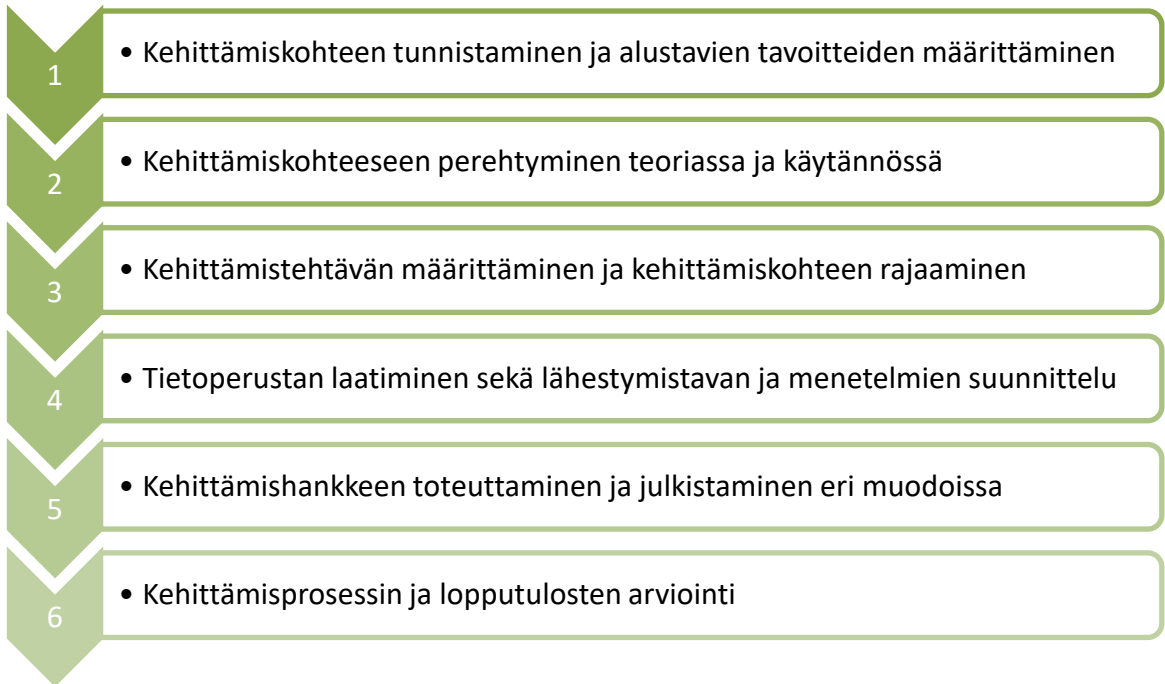 1
• Kehittämiskohteen tunnistaminen ja alustavien tavoitteiden määrittäminen
2
• Kehittämiskohteeseen perehtyminen teoriassa ja käytännössä
3
• Kehittämistehtävän määrittäminen ja kehittämiskohteen rajaaminen
4
• Tietoperustan laatiminen sekä lähestymistavan ja menetelmien suunnittelu
5
• Kehittämishankkeen toteuttaminen ja julkistaminen eri muodoissa
6
• Kehittämisprosessin ja lopputulosten arviointi